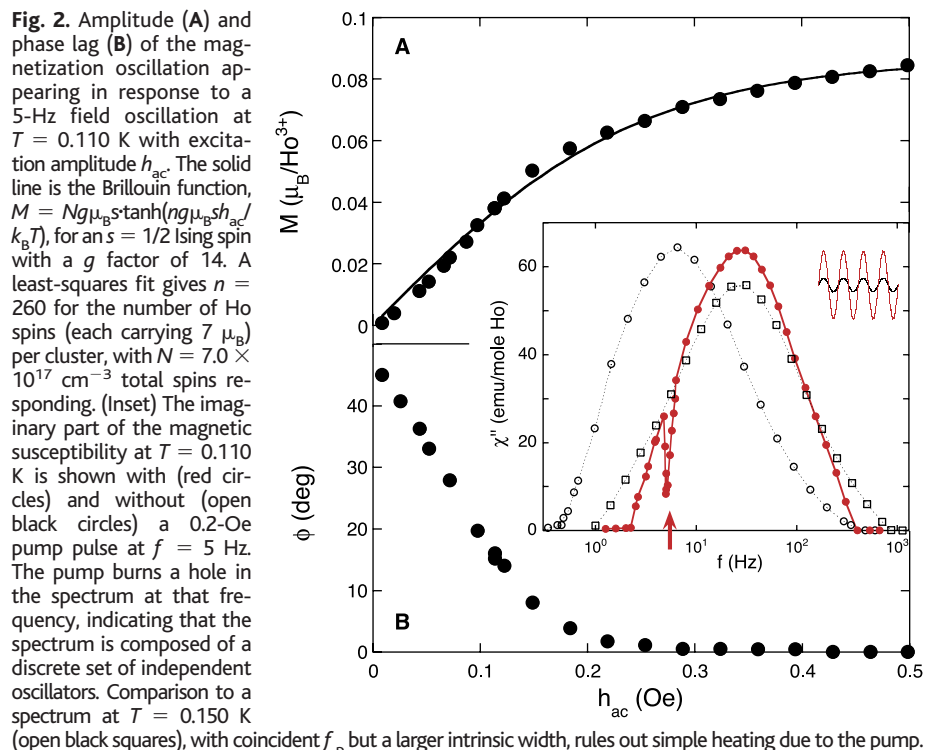 Fig. 2. Amplitude (A) and
phase lag (B) of the mag-
netization oscillation ap-
pearing in response to a
5-Hz field oscillation at
T = 0.110 K with excita-
tion amplitude h_ac. The solid
line is the Brillouin function,
M = Ngμ_Bs·tanh(ngμ_Bsh_ac/
k_BT), for an s = 1/2 Ising spin
with a g factor of 14. A
least-squares fit gives n =
260 for the number of Ho
spins (each carrying 7 μ_B)
per cluster, with N = 7.0 ×
10^17 cm^−3 total spins re-
sponding. (Inset) The imag-
inary part of the magnetic
susceptibility at T = 0.110
K is shown with (red cir-
cles) and without (open
black circles) a 0.2-Oe
pump pulse at f = 5 Hz.
The pump burns a hole in
the spectrum at that fre-
quency, indicating that the
spectrum is composed of a
discrete set of independent
oscillators. Comparison to a
spectrum at T = 0.150 K
(open black squares), with coincident f_p but a larger intrinsic width, rules out simple heating due to the pump.
A
M (μ_B/Ho^3+)
0.1
0.08
0.06
0.04
0.02
0
B
ϕ (deg)
40
30
20
10
0
0 0.1 0.2 0.3 0.4 0.5
h_ac (Oe)
χ'' (emu/mole Ho)
60
40
20
0
10^0 10^1 10^2 10^3
f (Hz)